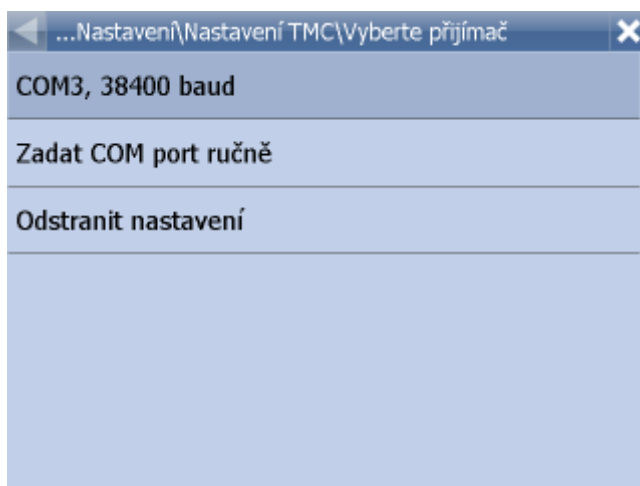 ...Nastavení\Nastavení TMC\Vyberte přijímač
COM3, 38400 baud
Zadat COM port ručně
Odstranit nastavení